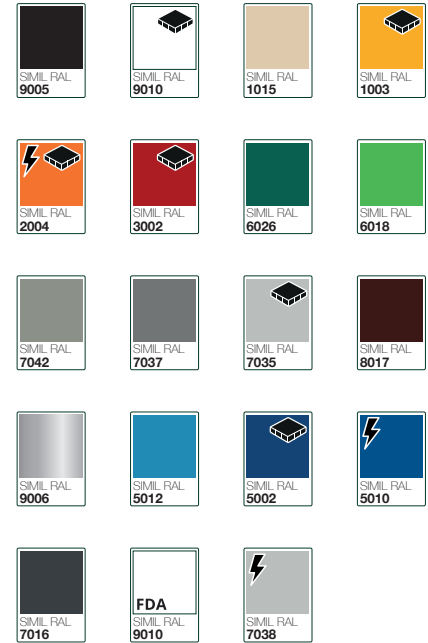 SIMIL RAL
9005
SIMIL RAL
9010
SIMIL RAL
1015
SIMIL RAL
1003
SIMIL RAL
2004
SIMIL RAL
3002
SIMIL RAL
6026
SIMIL RAL
6018
SIMIL RAL
7042
SIMIL RAL
7037
SIMIL RAL
7035
SIMIL RAL
8017
SIMIL RAL
9006
SIMIL RAL
5012
SIMIL RAL
5002
SIMIL RAL
5010
SIMIL RAL
7016
FDA
SIMIL RAL
9010
SIMIL RAL
7038